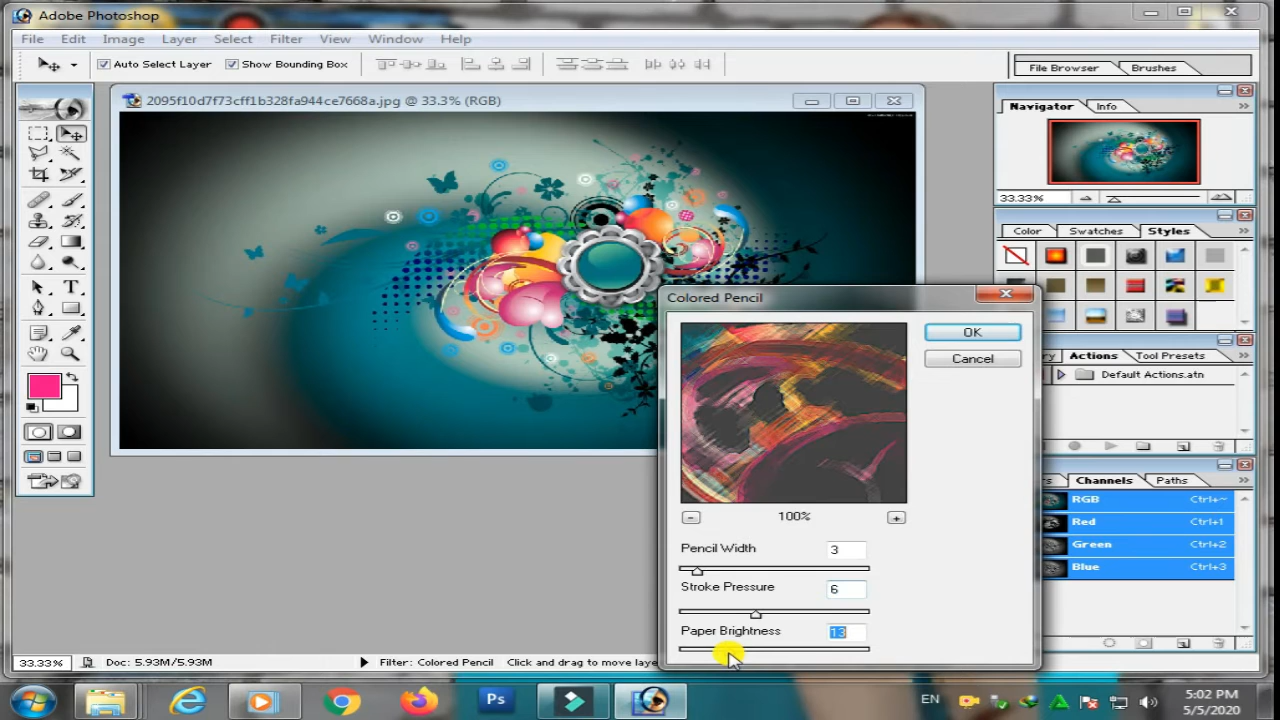 Adobe Photoshop
File Edit Image Layer Select Filter View Window Help
Auto Select Layer Show Bounding Box
File Browser Brushes
2095f10d7f73cff1b328fa944ce7668a.jpg @ 33.3% (RGB)
Navigator Info
33.33%
Color Swatches Styles
Colored Pencil
OK
Cancel
Actions Tool Presets
Default Actions.atn
100%
Channels Paths
RGB Ctrl+~
Red Ctrl+1
Green Ctrl+2
Blue Ctrl+3
Pencil Width 3
Stroke Pressure 6
Paper Brightness 13
33.33% Doc: 5.93M/5.93M Filter: Colored Pencil Click and drag to move laye
Ps
EN
5:02 PM
5/5/2020